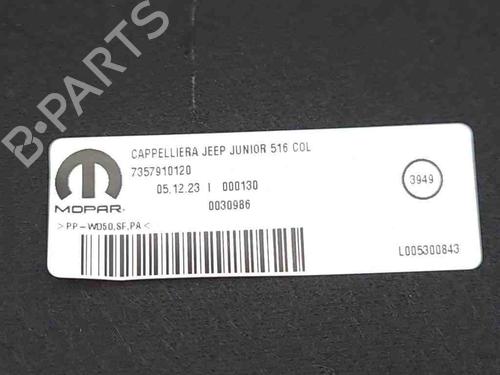 CAPPELLIERA JEEP JUNIOR 516 COL
7357910120
05.12.23 | 000130
0030986
MOPAR
>PP-WD50,SF,PA<
3949
L005300843
B-PARTS